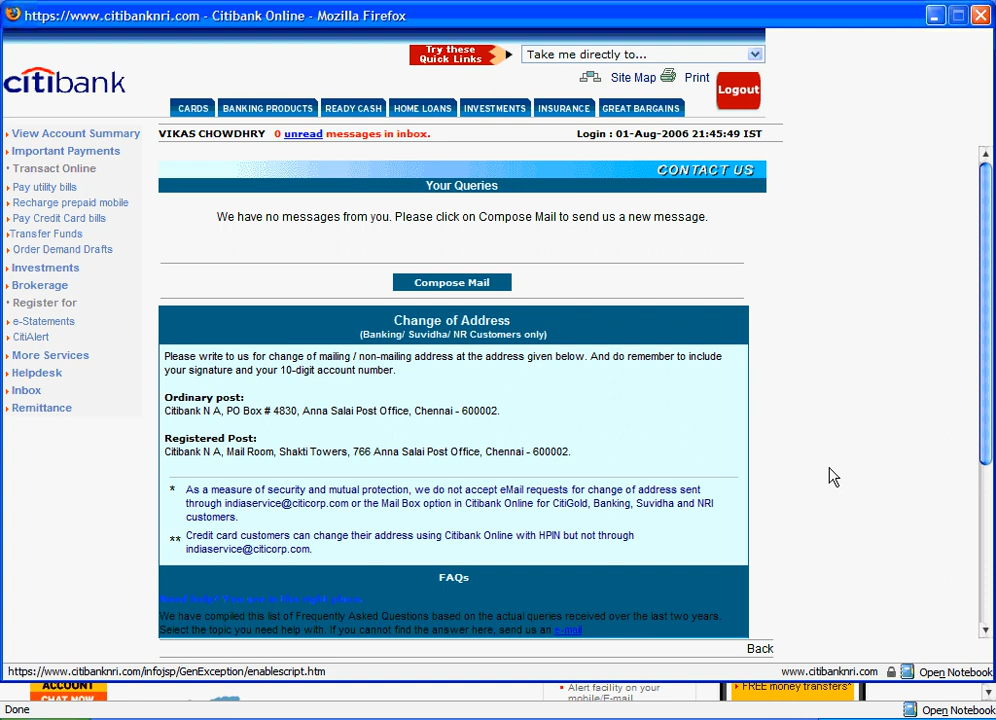 https://www.citibanknri.com - Citibank Online - Mozilla Firefox
Try these
Quick Links
Take me directly to...
citibank
Site Map
Print
Logout
CARDS
BANKING PRODUCTS
READY CASH
HOME LOANS
INVESTMENTS
INSURANCE
GREAT BARGAINS
VIKAS CHOWDHRY 0 unread messages in inbox.
Login : 01-Aug-2006 21:45:49 IST
View Account Summary
Important Payments
Transact Online
Pay utility bills
Recharge prepaid mobile
Pay Credit Card bills
Transfer Funds
Order Demand Drafts
Investments
Brokerage
Register for
e-Statements
CitiAlert
More Services
Helpdesk
Inbox
Remittance
CONTACT US
Your Queries
We have no messages from you. Please click on Compose Mail to send us a new message.
Compose Mail
Change of Address
(Banking/ Suvidha/ NR Customers only)
Please write to us for change of mailing / non-mailing address at the address given below. And do remember to include
your signature and your 10-digit account number.
Ordinary post:
Citibank N A, PO Box # 4830, Anna Salai Post Office, Chennai - 600002.
Registered Post:
Citibank N A, Mail Room, Shakti Towers, 766 Anna Salai Post Office, Chennai - 600002.
* As a measure of security and mutual protection, we do not accept eMail requests for change of address sent
through indiaservice@citicorp.com or the Mail Box option in Citibank Online for CitiGold, Banking, Suvidha and NRI
customers.
** Credit card customers can change their address using Citibank Online with HPIN but not through
indiaservice@citicorp.com.
FAQs
We have compiled this list of Frequently Asked Questions based on the actual queries received over the last two years.
Select the topic you need help with. If you cannot find the answer here, send us an e-mail
Back
https://www.citibanknri.com/infojsp/GenException/enablescript.htm
www.citibanknri.com
Open Notebook
ACCOUNT
CHAT NOW
Alert facility on your
mobile/E-mail
FREE money transfers*
Done
Open Notebook